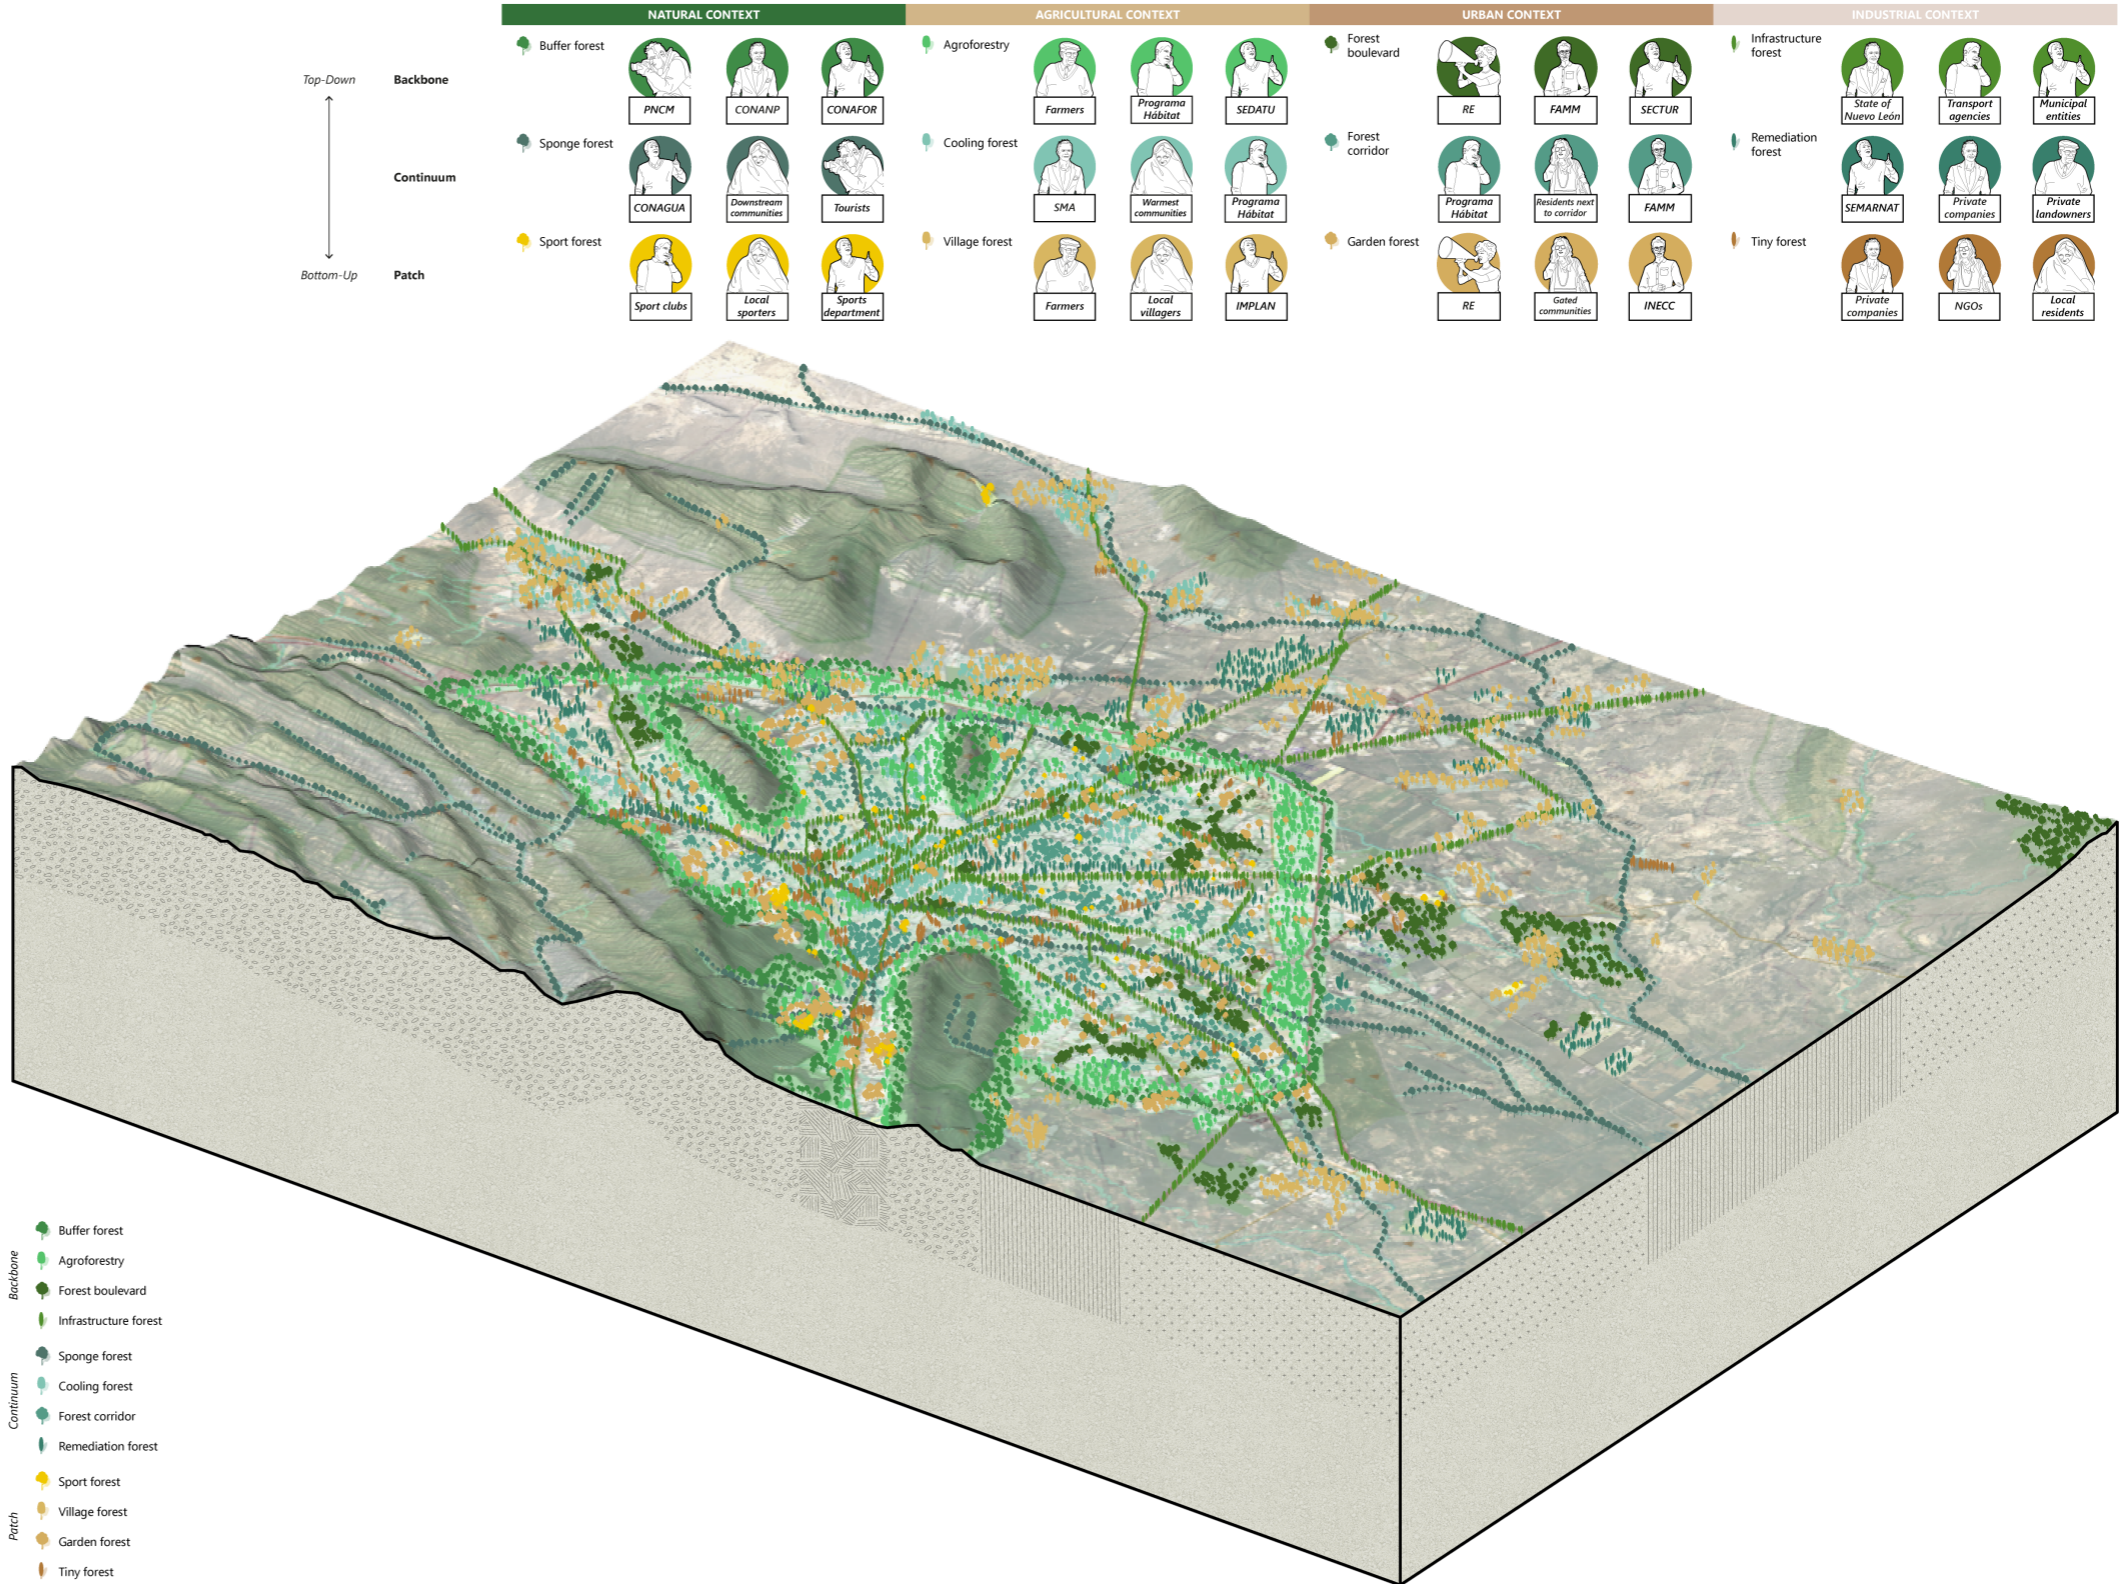 NATURAL CONTEXT
AGRICULTURAL CONTEXT
URBAN CONTEXT
INDUSTRIAL CONTEXT
Top-Down
Bottom-Up
Backbone
Buffer forest
PNCM
CONANP
CONAFOR
Agroforestry
Farmers
Programa
Hábitat
SEDATU
Forest
boulevard
RE
FAMM
SECTUR
Infrastructure
forest
State of
Nuevo León
Transport
agencies
Municipal
entities
Continuum
Sponge forest
CONAGUA
Downstream
communities
Tourists
Cooling forest
SMA
Warmest
communities
Programa
Hábitat
Forest
corridor
Programa
Hábitat
Residents next
to corridor
FAMM
Remediation
forest
SEMARNAT
Private
companies
Private
landowners
Patch
Sport forest
Sport clubs
Local
sporters
Sports
department
Village forest
Farmers
Local
villagers
IMPLAN
Garden forest
RE
Gated
communities
INECC
Tiny forest
Private
companies
NGOs
Local
residents
Backbone
Buffer forest
Agroforestry
Forest boulevard
Infrastructure forest
Continuum
Sponge forest
Cooling forest
Forest corridor
Remediation forest
Patch
Sport forest
Village forest
Garden forest
Tiny forest